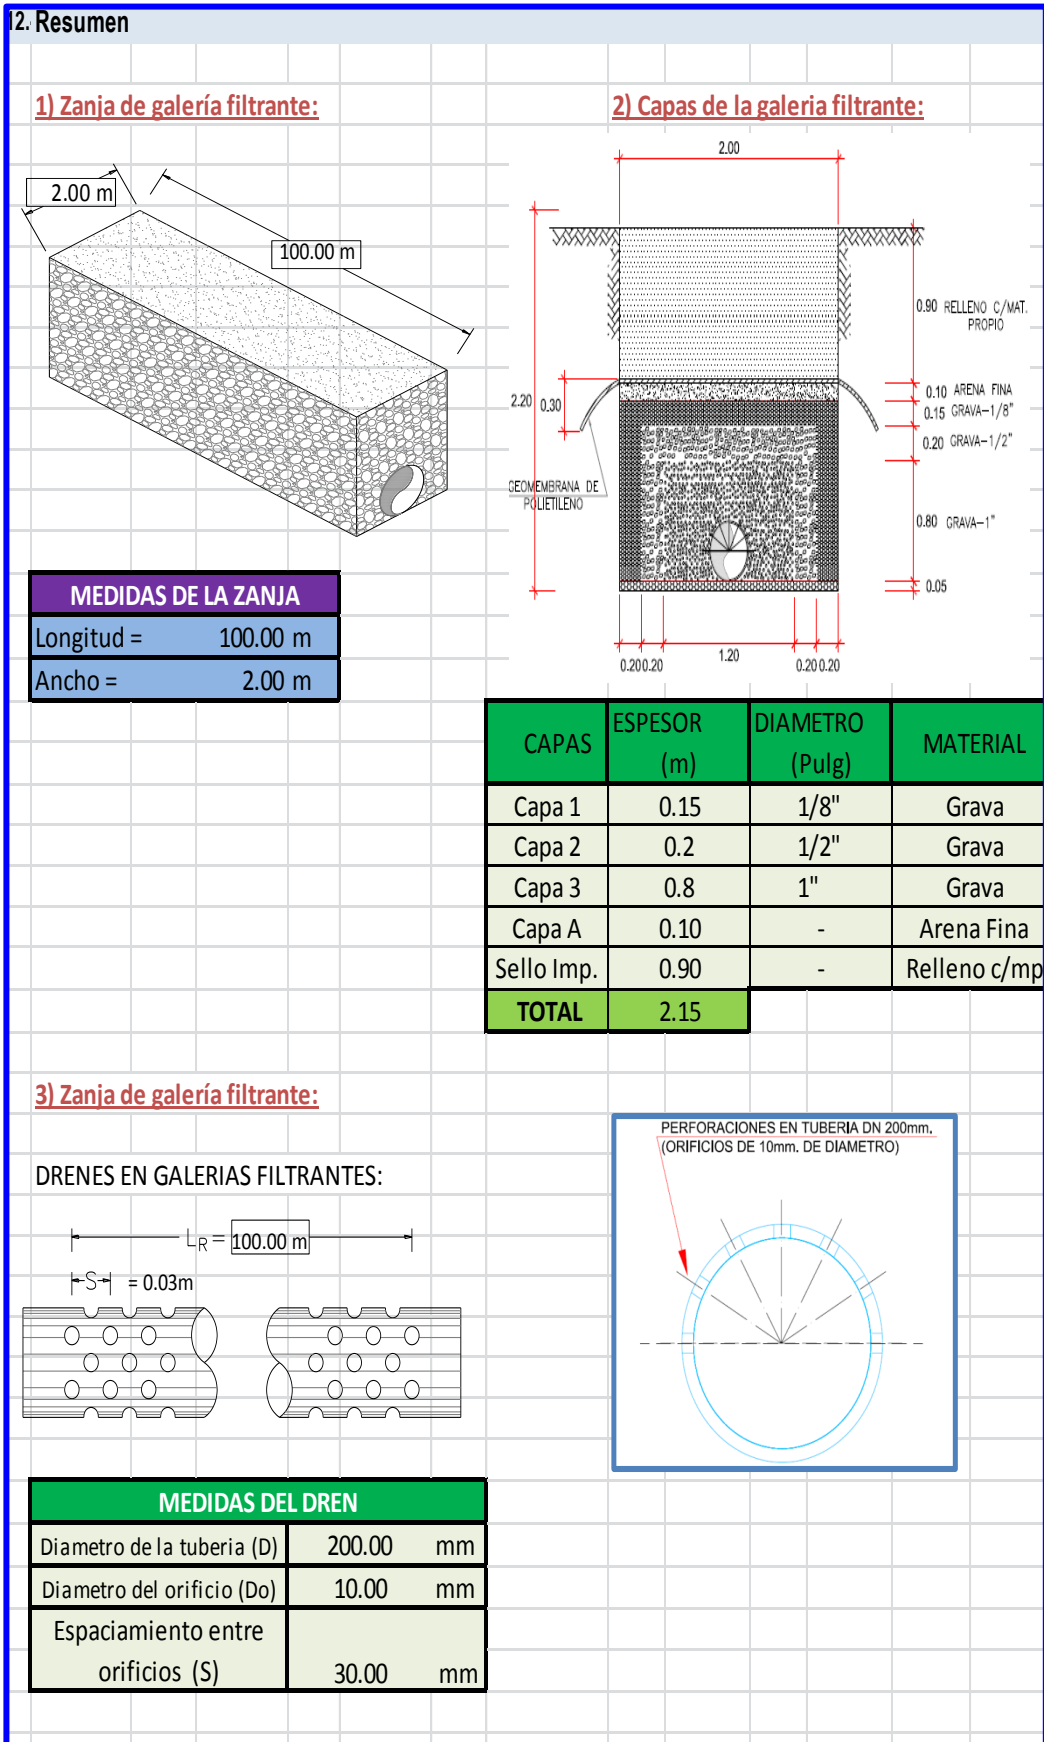 12. Resumen
1) Zanja de galería filtrante:
2.00 m
100.00 m
MEDIDAS DE LA ZANJA
Longitud = 100.00 m
Ancho = 2.00 m
2) Capas de la galeria filtrante:
2.00
0.90 RELLENO C/MAT.
PROPIO
0.10 ARENA FINA
0.15 GRAVA-1/8"
0.20 GRAVA-1/2"
2.20
0.30
GEOMEMBRANA DE
POLIETILENO
0.80 GRAVA-1"
0.05
0.20 0.20 1.20 0.20 0.20
CAPAS ESPESOR (m) DIAMETRO (Pulg) MATERIAL
Capa 1 0.15 1/8" Grava
Capa 2 0.2 1/2" Grava
Capa 3 0.8 1" Grava
Capa A 0.10 - Arena Fina
Sello Imp. 0.90 - Relleno c/mp
TOTAL 2.15
3) Zanja de galería filtrante:
DRENES EN GALERIAS FILTRANTES:
LR = 100.00 m
S = 0.03m
PERFORACIONES EN TUBERIA DN 200mm.
(ORIFICIOS DE 10mm. DE DIAMETRO)
MEDIDAS DEL DREN
Diametro de la tuberia (D) 200.00 mm
Diametro del orificio (Do) 10.00 mm
Espaciamiento entre
orificios (S) 30.00 mm